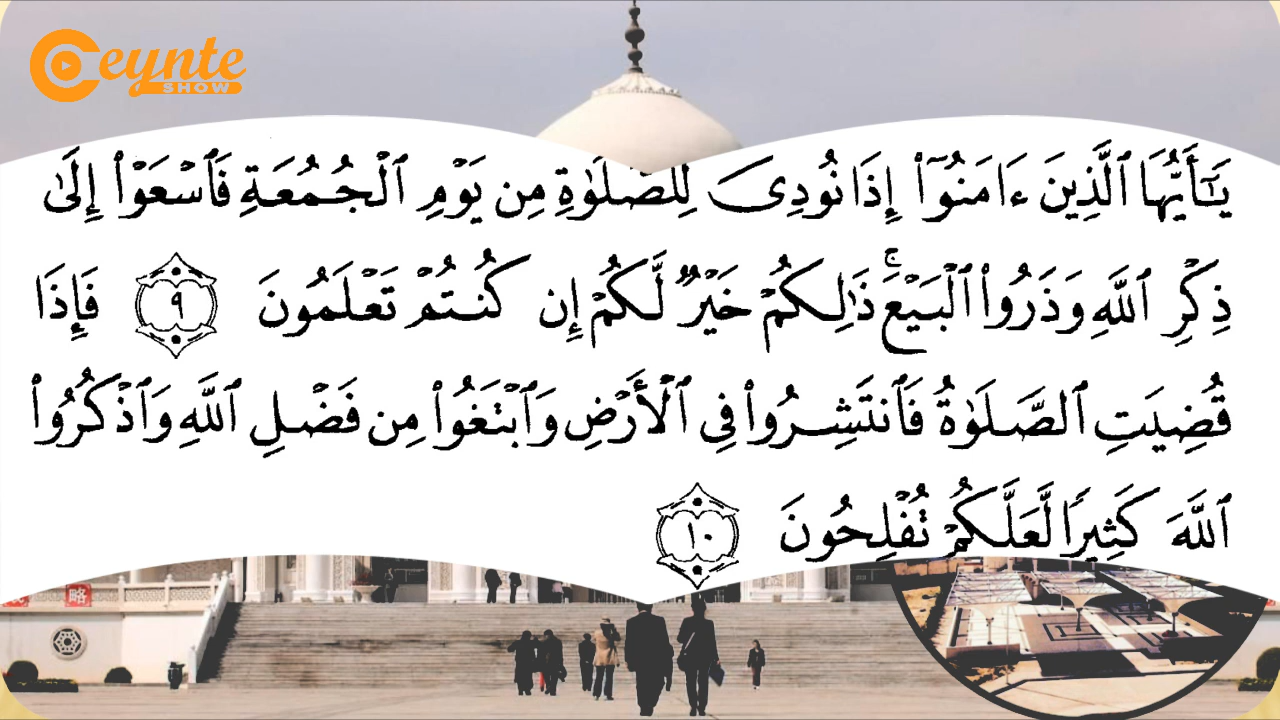 Ceynte
SHOW
يَٰٓأَيُّهَا ٱلَّذِينَ ءَامَنُوٓا۟ إِذَا نُودِىَ لِلصَّلَوٰةِ مِن يَوْمِ ٱلْجُمُعَةِ فَٱسْعَوْا۟ إِلَىٰ
ذِكْرِ ٱللَّهِ وَذَرُوا۟ ٱلْبَيْعَ ۚ ذَٰلِكُمْ خَيْرٌ لَّكُمْ إِن كُنتُمْ تَعْلَمُونَ ٩ فَإِذَا
قُضِيَتِ ٱلصَّلَوٰةُ فَٱنتَشِرُوا۟ فِى ٱلْأَرْضِ وَٱبْتَغُوا۟ مِن فَضْلِ ٱللَّهِ وَٱذْكُرُوا۟
ٱللَّهَ كَثِيرًا لَّعَلَّكُمْ تُفْلِحُونَ ١٠
略